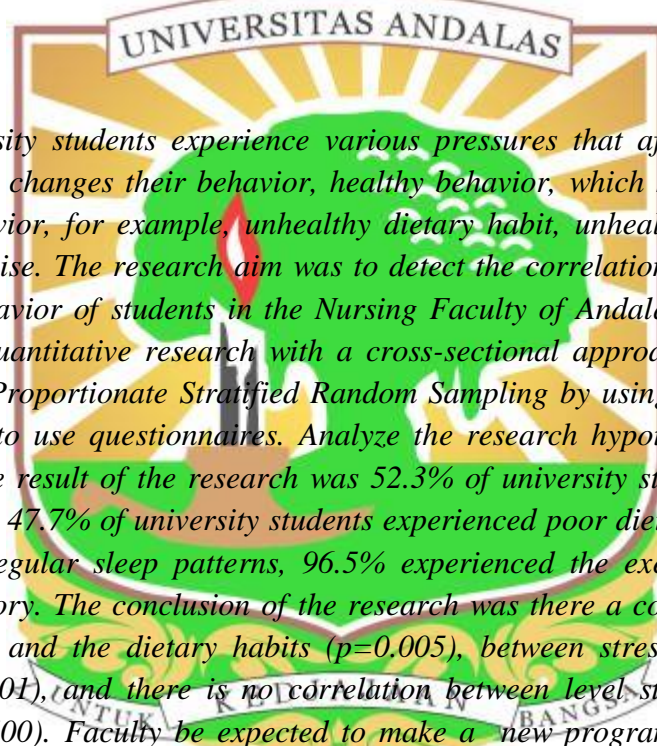 UNIVERSITAS ANDALAS
sity students experience various pressures that af
changes their behavior, healthy behavior, which
vior, for example, unhealthy dietary habit, unheal
ise. The research aim was to detect the correlation
avior of students in the Nursing Faculty of Andala
uantitative research with a cross-sectional approa
Proportionate Stratified Random Sampling by using
to use questionnaires. Analyze the research hypo
e result of the research was 52.3% of university st
47.7% of university students experienced poor die
egular sleep patterns, 96.5% experienced the exe
ory. The conclusion of the research was there a co
and the dietary habits (p=0.005), between stres
01), and there is no correlation between level st
UNTUK BANGSA
00). Faculty be expected to make a new program